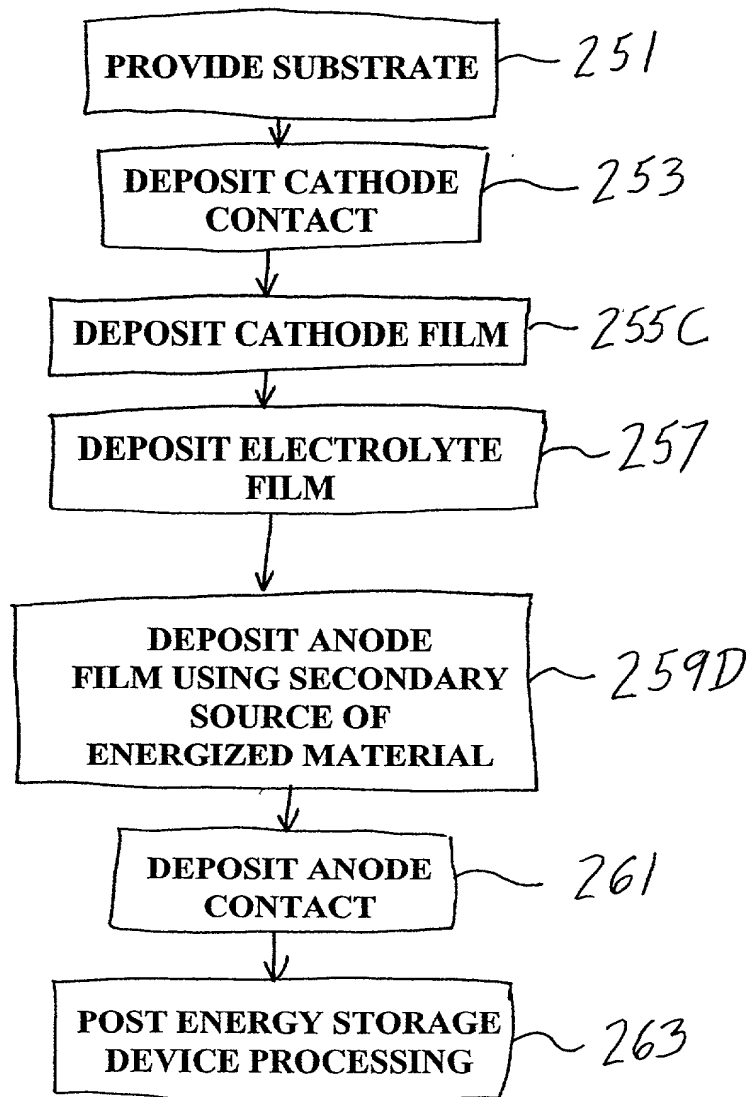 PROVIDE SUBSTRATE 251
DEPOSIT CATHODE
CONTACT
253
DEPOSIT CATHODE FILM 255C
DEPOSIT ELECTROLYTE
FILM
257
DEPOSIT ANODE
FILM USING SECONDARY
SOURCE OF
ENERGIZED MATERIAL
259D
DEPOSIT ANODE
CONTACT
261
POST ENERGY STORAGE
DEVICE PROCESSING
263